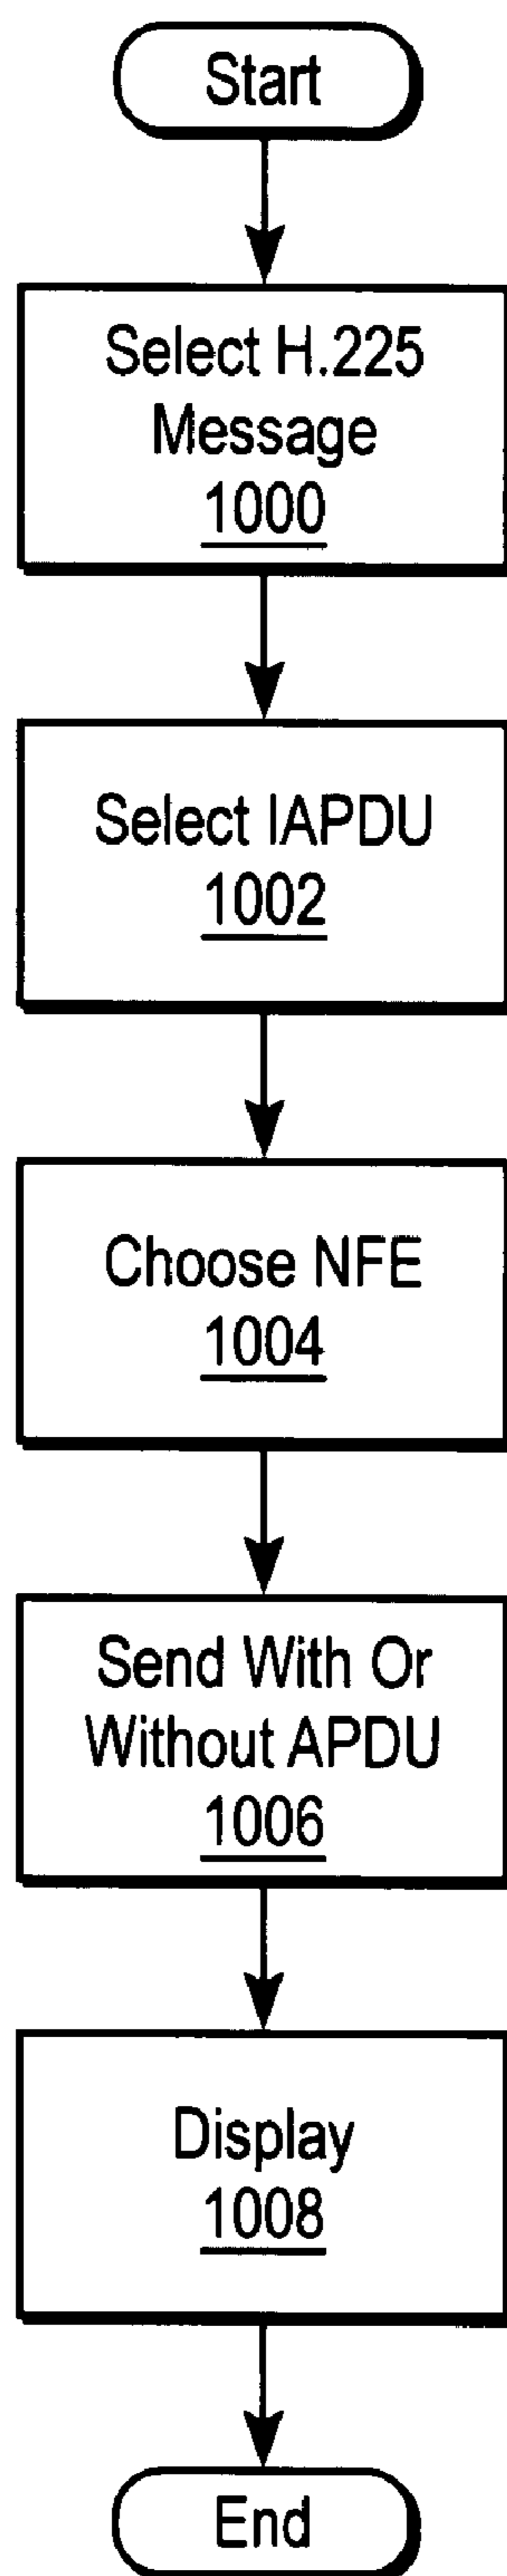 Start
Select H.225
Message
1000
Select IAPDU
1002
Choose NFE
1004
Send With Or
Without APDU
1006
Display
1008
End